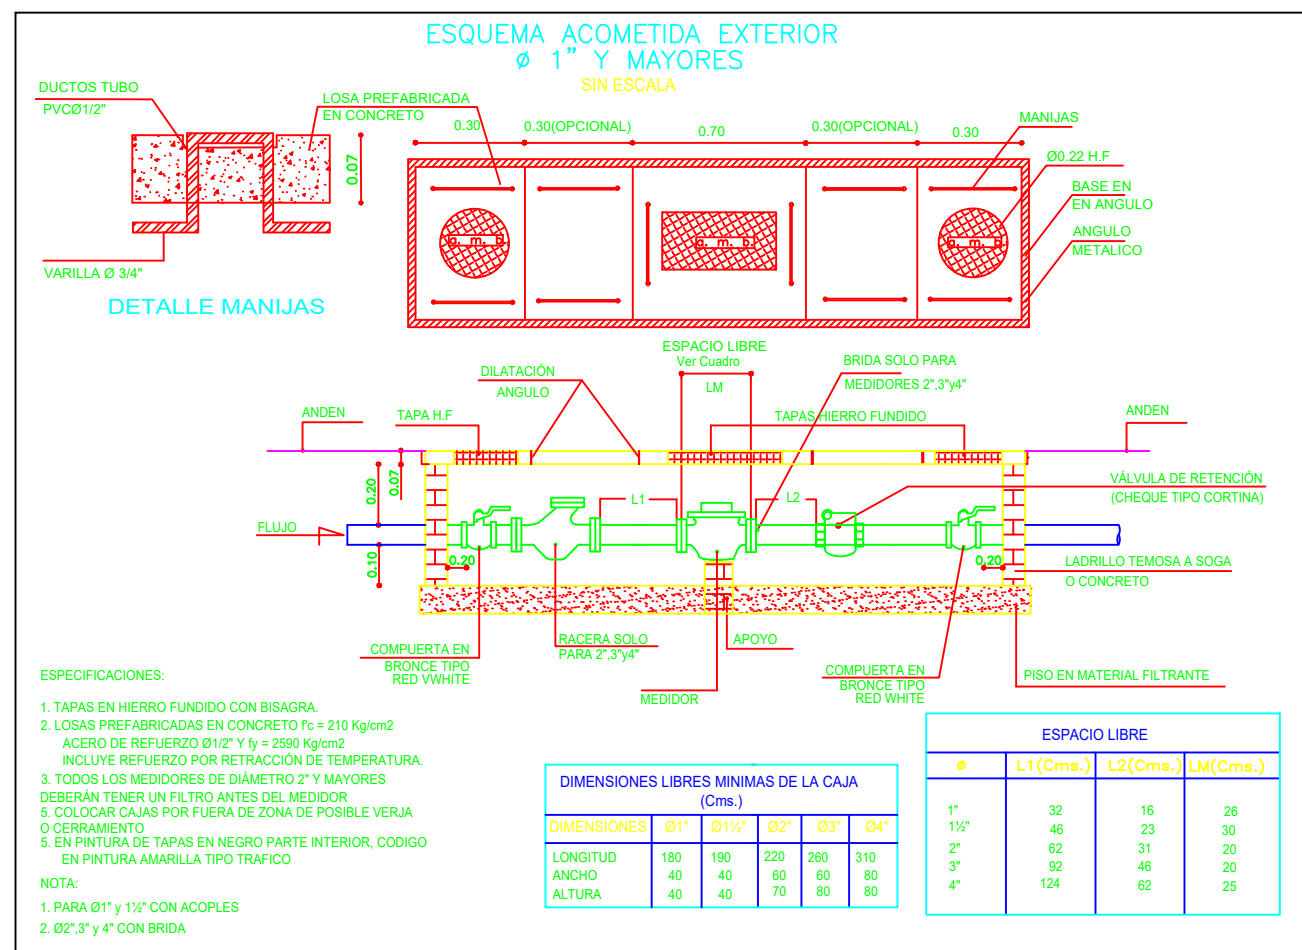 ESQUEMA ACOMETIDA EXTERIOR
ø 1" Y MAYORES
SIN ESCALA
DUCTOS TUBO
PVCØ1/2"
LOSA PREFABRICADA
EN CONCRETO
0.07
VARILLA Ø 3/4"
DETALLE MANIJAS
0.30
0.30(OPCIONAL)
0.70
0.30(OPCIONAL)
0.30
MANIJAS
Ø0.22 H.F
BASE EN
EN ANGULO
ANGULO
METALICO
a. m. b.
a. m. b.
a. m. b.
ESPACIO LIBRE
Ver Cuadro
LM
BRIDA SOLO PARA
MEDIDORES 2",3"y4"
DILATACIÓN
ANGULO
ANDEN
TAPA H.F
TAPAS HIERRO FUNDIDO
ANDEN
0.20
0.07
L1
L2
VÁLVULA DE RETENCIÓN
(CHEQUE TIPO CORTINA)
FLUJO
0.10
0.20
0.20
LADRILLO TEMOSA A SOGA
O CONCRETO
COMPUERTA EN
BRONCE TIPO
RED VWHITE
RACERA SOLO
PARA 2",3"y4"
APOYO
MEDIDOR
COMPUERTA EN
BRONCE TIPO
RED WHITE
PISO EN MATERIAL FILTRANTE
ESPECIFICACIONES:
1. TAPAS EN HIERRO FUNDIDO CON BISAGRA.
2. LOSAS PREFABRICADAS EN CONCRETO f'c = 210 Kg/cm2
ACERO DE REFUERZO Ø1/2" Y fy = 2590 Kg/cm2
INCLUYE REFUERZO POR RETRACCIÓN DE TEMPERATURA.
3. TODOS LOS MEDIDORES DE DIÁMETRO 2" Y MAYORES
DEBERÁN TENER UN FILTRO ANTES DEL MEDIDOR
5. COLOCAR CAJAS POR FUERA DE ZONA DE POSIBLE VERJA
O CERRAMIENTO
5. EN PINTURA DE TAPAS EN NEGRO PARTE INTERIOR, CODIGO
EN PINTURA AMARILLA TIPO TRAFICO
NOTA:
1. PARA Ø1" y 1½" CON ACOPLES
2. Ø2",3" y 4" CON BRIDA
DIMENSIONES LIBRES MINIMAS DE LA CAJA
(Cms.)
DIMENSIONES Ø1" Ø1½" Ø2" Ø3" Ø4"
LONGITUD 180 190 220 260 310
ANCHO 40 40 60 60 80
ALTURA 40 40 70 80 80
ESPACIO LIBRE
ø L1(Cms.) L2(Cms.) LM(Cms.)
1" 32 16 26
1½" 46 23 30
2" 62 31 20
3" 92 46 20
4" 124 62 25